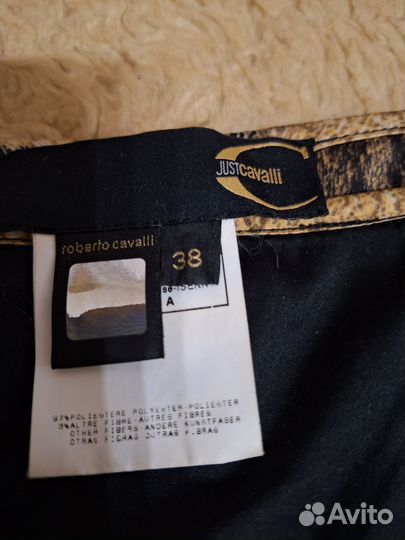 JUST cavalli
roberto cavalli
38
A
97%POLIESTERE POLYESTER-POLIESTER
3%ALTRE FIBRE-AUTRES FIBRES
OTHER FIBERS-ANDERE KUNSTFASER
OTRAS FIBRAS-OUTRAS FIBRAS
Avito